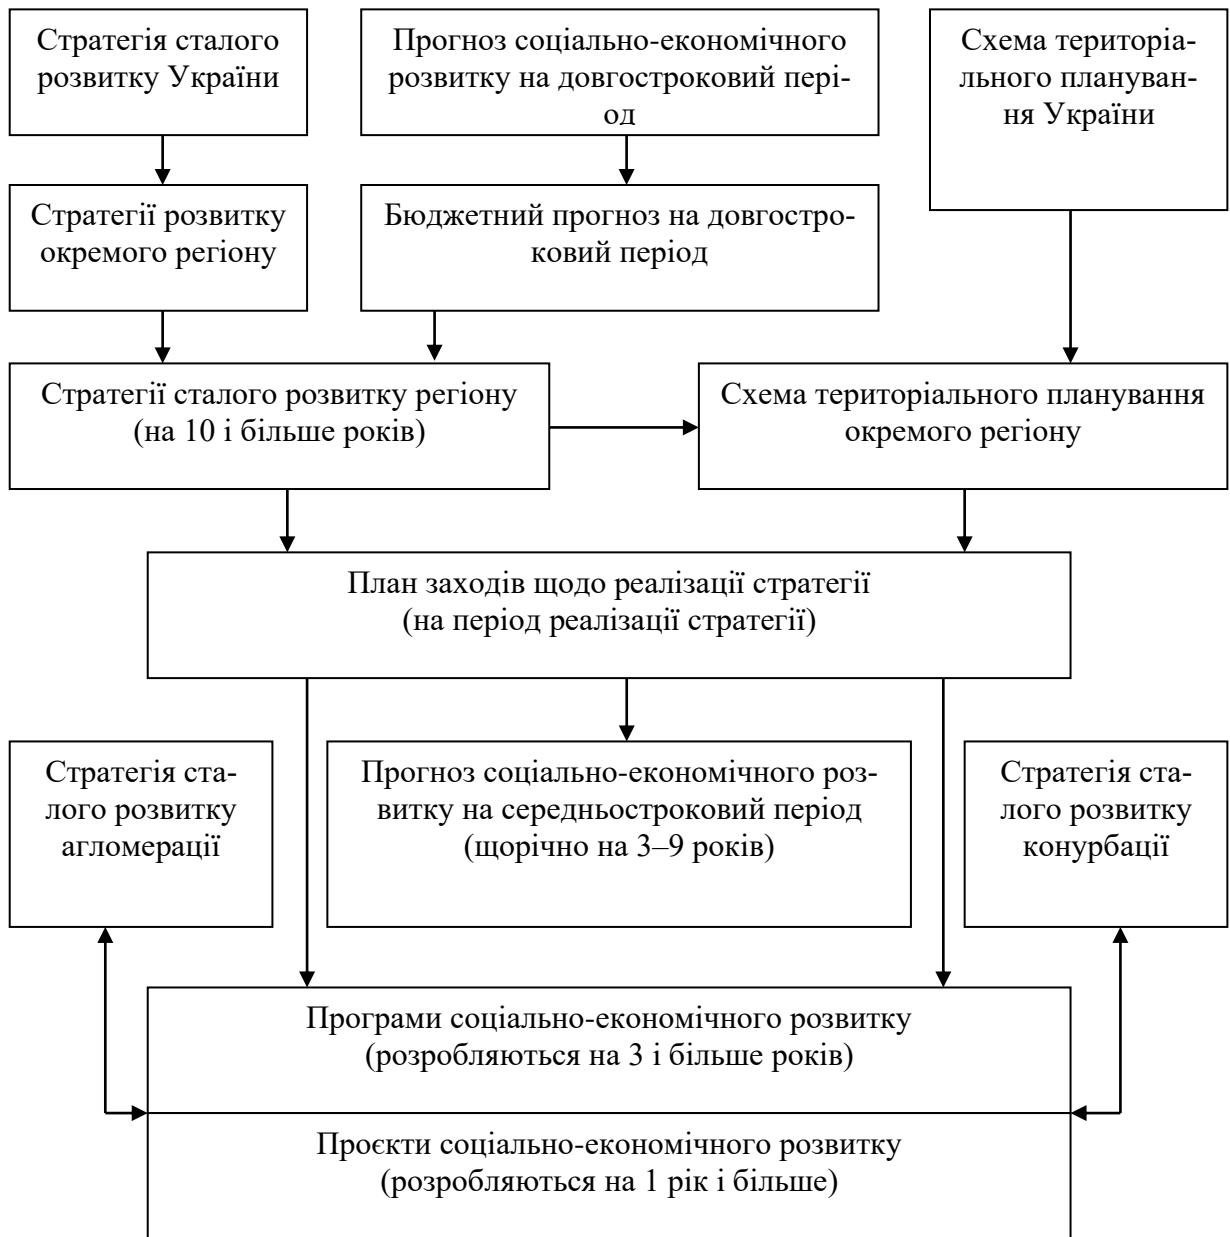 Стратегія сталого
розвитку України
Прогноз соціально-економічного
розвитку на довгостроковий пері-
од
Схема територіа-
льного плануван-
ня України
Стратегії розвитку
окремого регіону
Бюджетний прогноз на довгостро-
ковий період
Стратегії сталого розвитку регіону
(на 10 і більше років)
Схема територіального планування
окремого регіону
План заходів щодо реалізації стратегії
(на період реалізації стратегії)
Стратегія ста-
лого розвитку
агломерації
Прогноз соціально-економічного роз-
витку на середньостроковий період
(щорічно на 3–9 років)
Стратегія ста-
лого розвитку
конурбації
Програми соціально-економічного розвитку
(розробляються на 3 і більше років)
Проєкти соціально-економічного розвитку
(розробляються на 1 рік і більше)